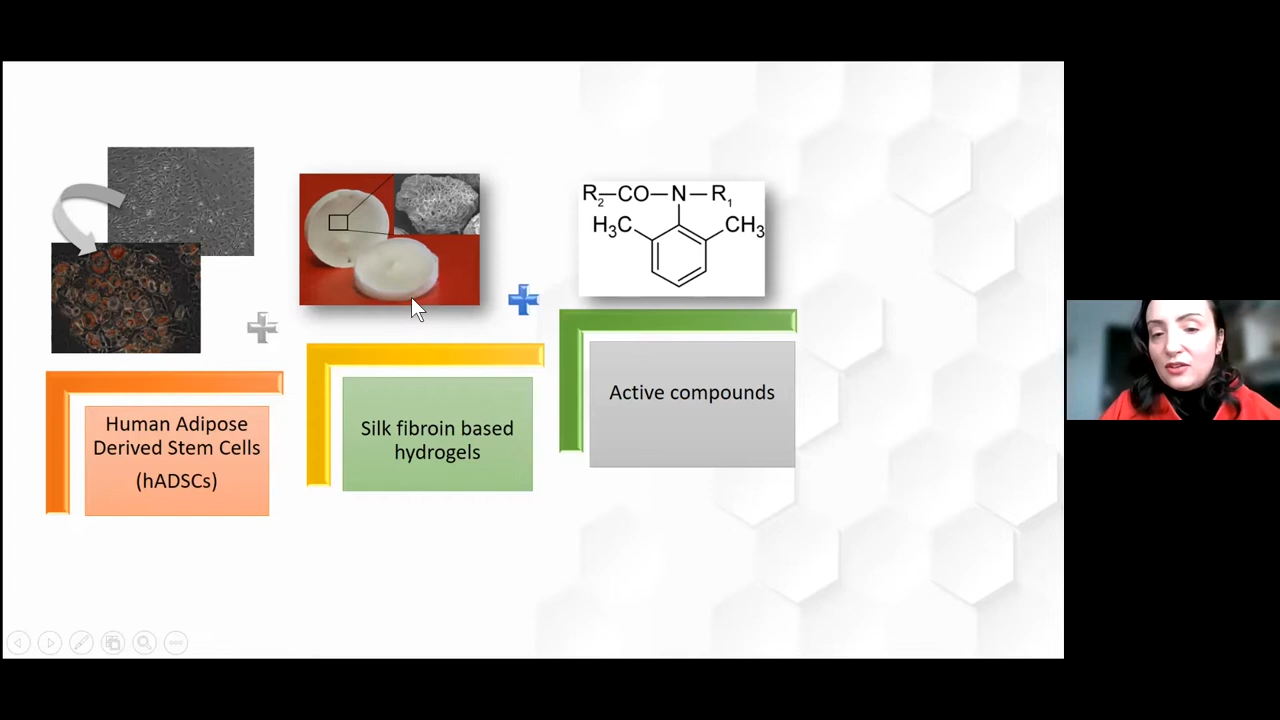 R2–CO–N–R1
H3C CH3
Human Adipose
Derived Stem Cells
(hADSCs)
Silk fibroin based
hydrogels
Active compounds